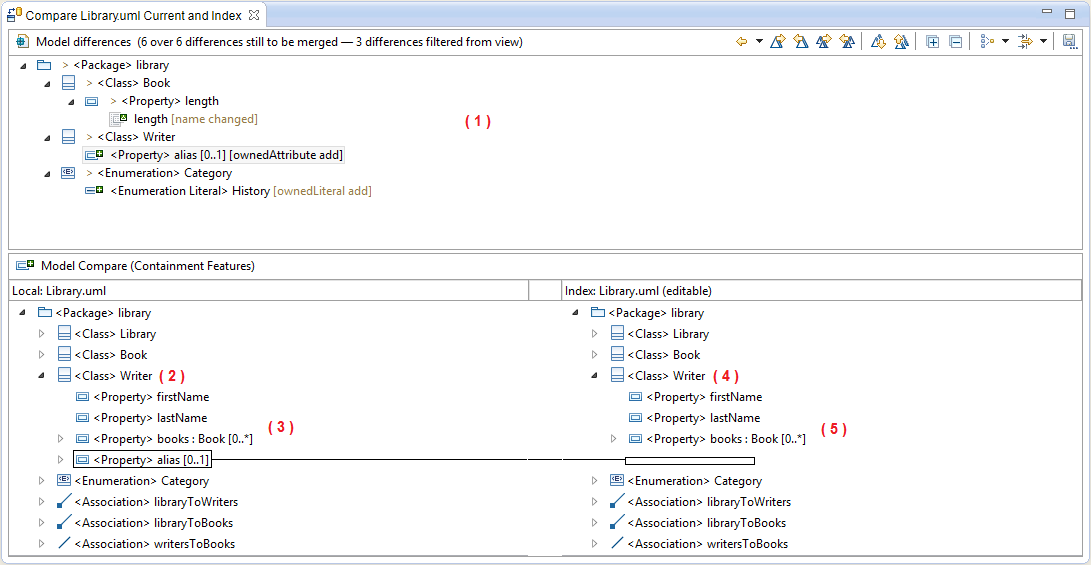 Compare Library.uml Current and Index
Model differences (6 over 6 differences still to be merged — 3 differences filtered from view)
> <Package> library
> <Class> Book
> <Property> length
length [name changed]
( 1 )
> <Class> Writer
<Property> alias [0..1] [ownedAttribute add]
> <Enumeration> Category
<Enumeration Literal> History [ownedLiteral add]
Model Compare (Containment Features)
Local: Library.uml
<Package> library
<Class> Library
<Class> Book
<Class> Writer ( 2 )
<Property> firstName
<Property> lastName
( 3 )
<Property> books : Book [0..*]
<Property> alias [0..1]
<Enumeration> Category
<Association> libraryToWriters
<Association> libraryToBooks
<Association> writersToBooks
Index: Library.uml (editable)
<Package> library
<Class> Library
<Class> Book
<Class> Writer ( 4 )
<Property> firstName
<Property> lastName
( 5 )
<Property> books : Book [0..*]
<Enumeration> Category
<Association> libraryToWriters
<Association> libraryToBooks
<Association> writersToBooks